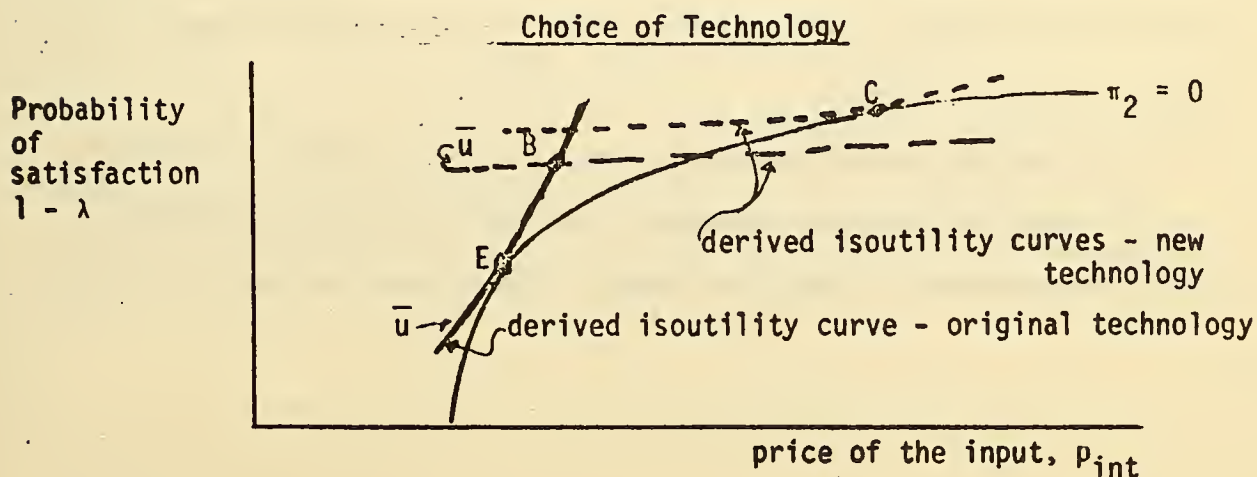 Choice of Technology
Probability
of
satisfaction
1 - λ
C
π₂ = 0
u̅
B
derived isoutility curves - new
technology
E
u̅
derived isoutility curve - original technology
price of the input, p_int